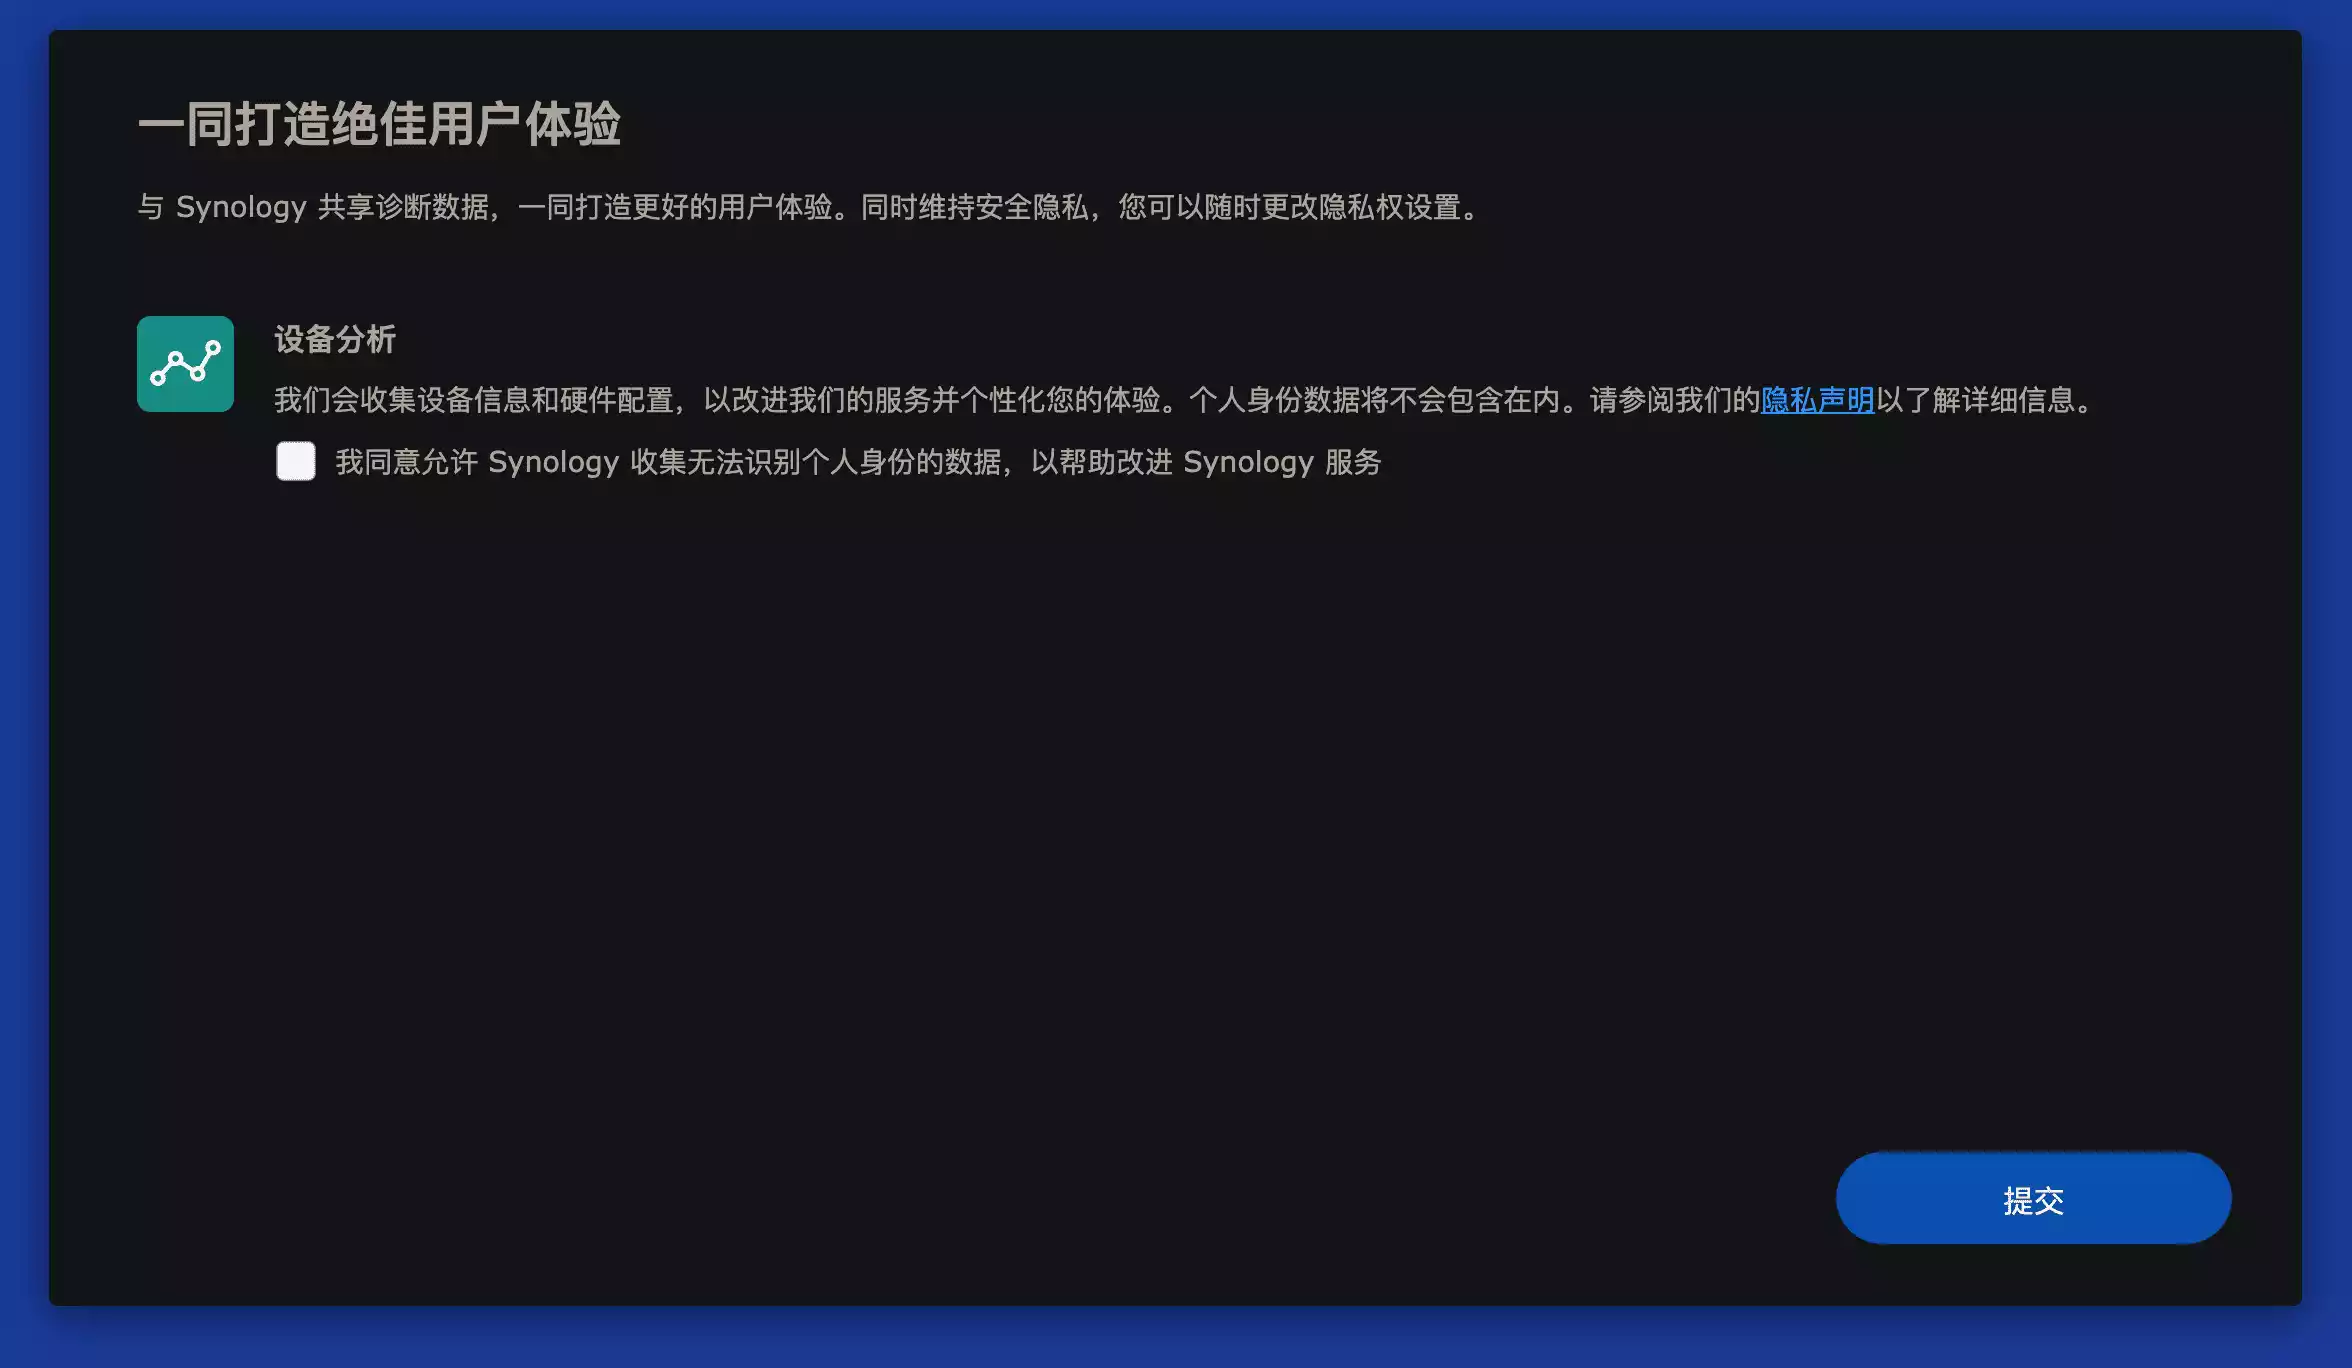 一同打造绝佳用户体验
与 Synology 共享诊断数据，一同打造更好的用户体验。同时维持安全隐私，您可以随时更改隐私权设置。
设备分析
我们会收集设备信息和硬件配置，以改进我们的服务并个性化您的体验。个人身份数据将不会包含在内。请参阅我们的隐私声明以了解详细信息。
我同意允许 Synology 收集无法识别个人身份的数据，以帮助改进 Synology 服务
提交